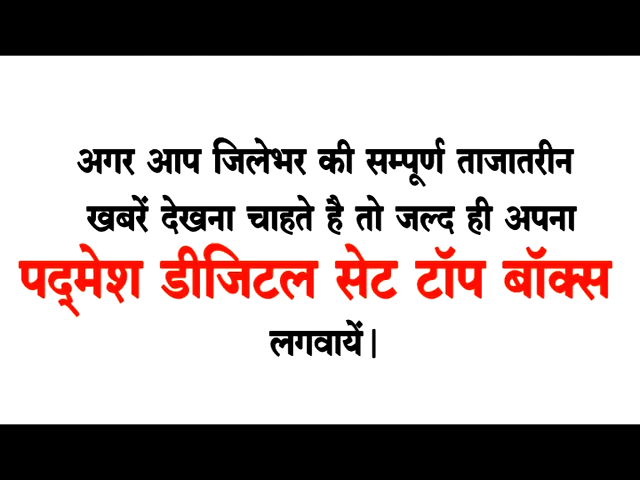 अगर आप जिलेभर की सम्पूर्ण ताजातरीन
खबरें देखना चाहते है तो जल्द ही अपना
पद्मेश डीजिटल सेट टॉप बॉक्स
लगवायें|